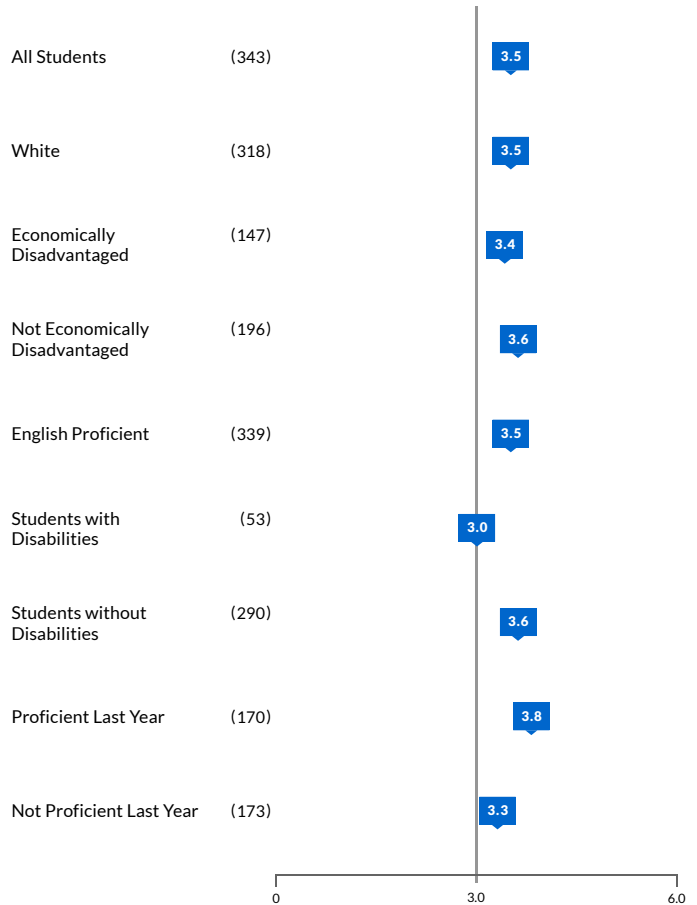 All Students (343) 3.5
White (318) 3.5
Economically (147)
Disadvantaged 3.4
Not Economically (196)
Disadvantaged 3.6
English Proficient (339) 3.5
Students with (53)
Disabilities 3.0
Students without (290)
Disabilities 3.6
Proficient Last Year (170) 3.8
Not Proficient Last Year (173) 3.3
0 3.0 6.0